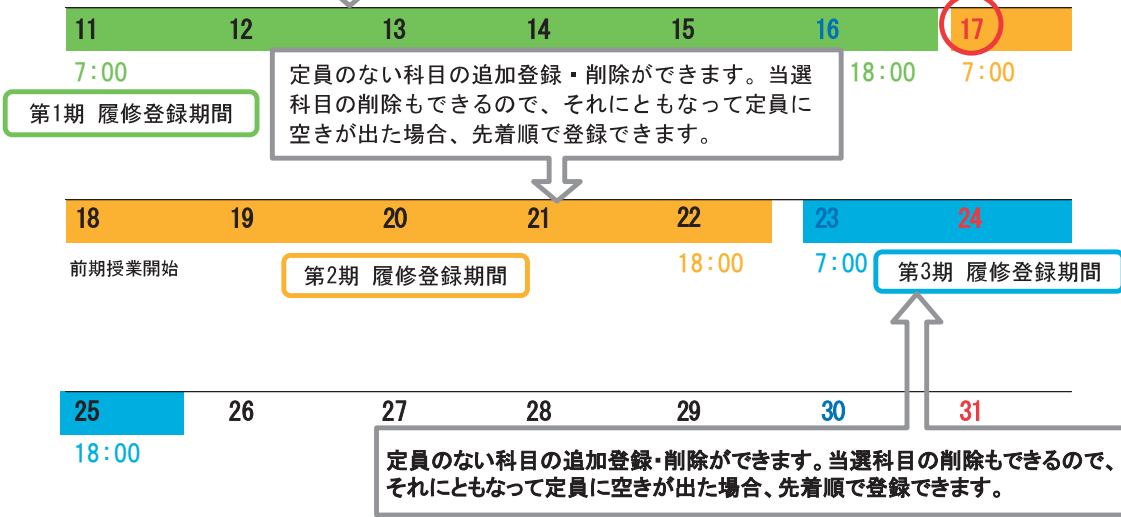 11 12 13 14 15 16 17
7:00 18:00 7:00
第1期 履修登録期間
定員のない科目の追加登録・削除ができます。当選
科目の削除もできるので、それにともなって定員に
空きが出た場合、先着順で登録できます。
18 19 20 21 22 23 24
前期授業開始
第2期 履修登録期間
18:00 7:00
第3期 履修登録期間
25 26 27 28 29 30 31
18:00
定員のない科目の追加登録・削除ができます。当選科目の削除もできるので、
それにともなって定員に空きが出た場合、先着順で登録できます。